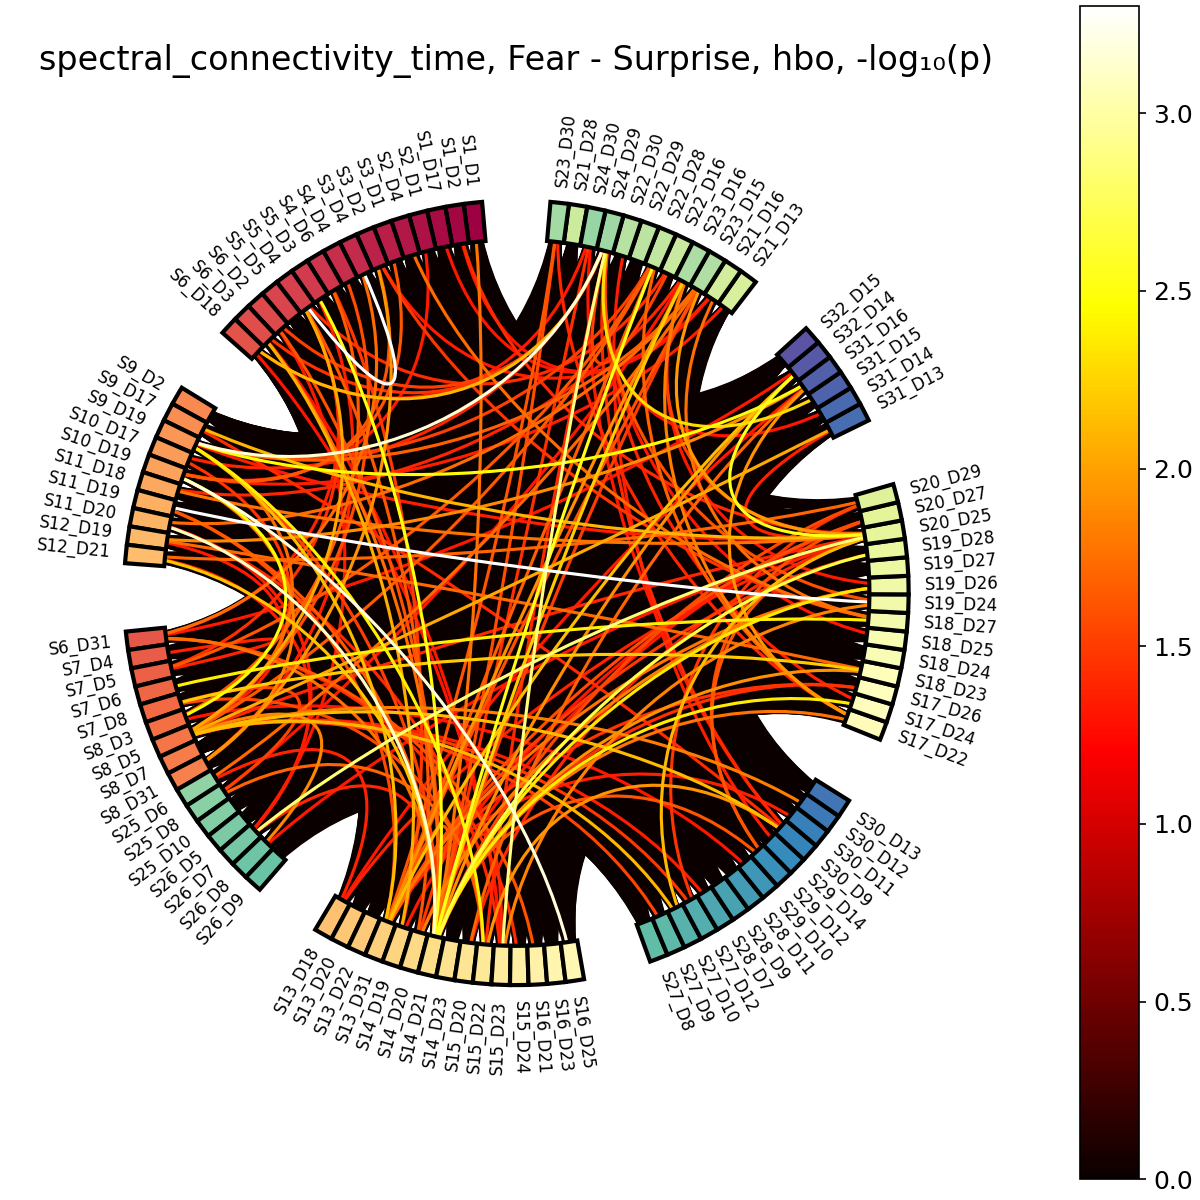 spectral_connectivity_time, Fear - Surprise, hbo, -log₁₀(p)
S1_D1
S1_D2
S1_D17
S2_D1
S2_D4
S3_D1
S3_D2
S3_D4
S4_D4
S4_D6
S5_D3
S5_D4
S5_D5
S6_D2
S6_D3
S6_D18
S9_D2
S9_D17
S9_D19
S10_D17
S10_D19
S11_D18
S11_D19
S11_D20
S12_D19
S12_D21
S6_D31
S7_D4
S7_D5
S7_D6
S7_D8
S8_D3
S8_D5
S8_D7
S8_D31
S25_D6
S25_D8
S25_D10
S26_D5
S26_D7
S26_D8
S26_D9
S13_D18
S13_D20
S13_D22
S13_D31
S14_D19
S14_D20
S14_D21
S14_D23
S15_D20
S15_D22
S15_D23
S15_D24
S16_D21
S16_D23
S16_D25
S27_D8
S27_D9
S27_D10
S27_D12
S28_D7
S28_D9
S28_D11
S29_D10
S29_D12
S29_D14
S30_D9
S30_D11
S30_D12
S30_D13
S17_D22
S17_D24
S17_D26
S18_D23
S18_D24
S18_D25
S18_D27
S19_D24
S19_D26
S19_D27
S19_D28
S20_D25
S20_D27
S20_D29
S31_D13
S31_D14
S31_D15
S31_D16
S32_D14
S32_D15
S21_D13
S21_D16
S23_D15
S23_D16
S22_D16
S22_D28
S22_D29
S22_D30
S24_D29
S24_D30
S21_D28
S23_D30
3.0
2.5
2.0
1.5
1.0
0.5
0.0